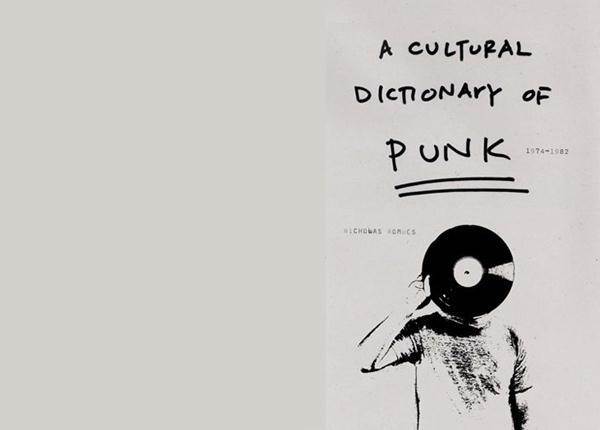 A CULTURAL
DICTIONARY OF
PUNK
1974-1982
NICHOLAS ROMBES